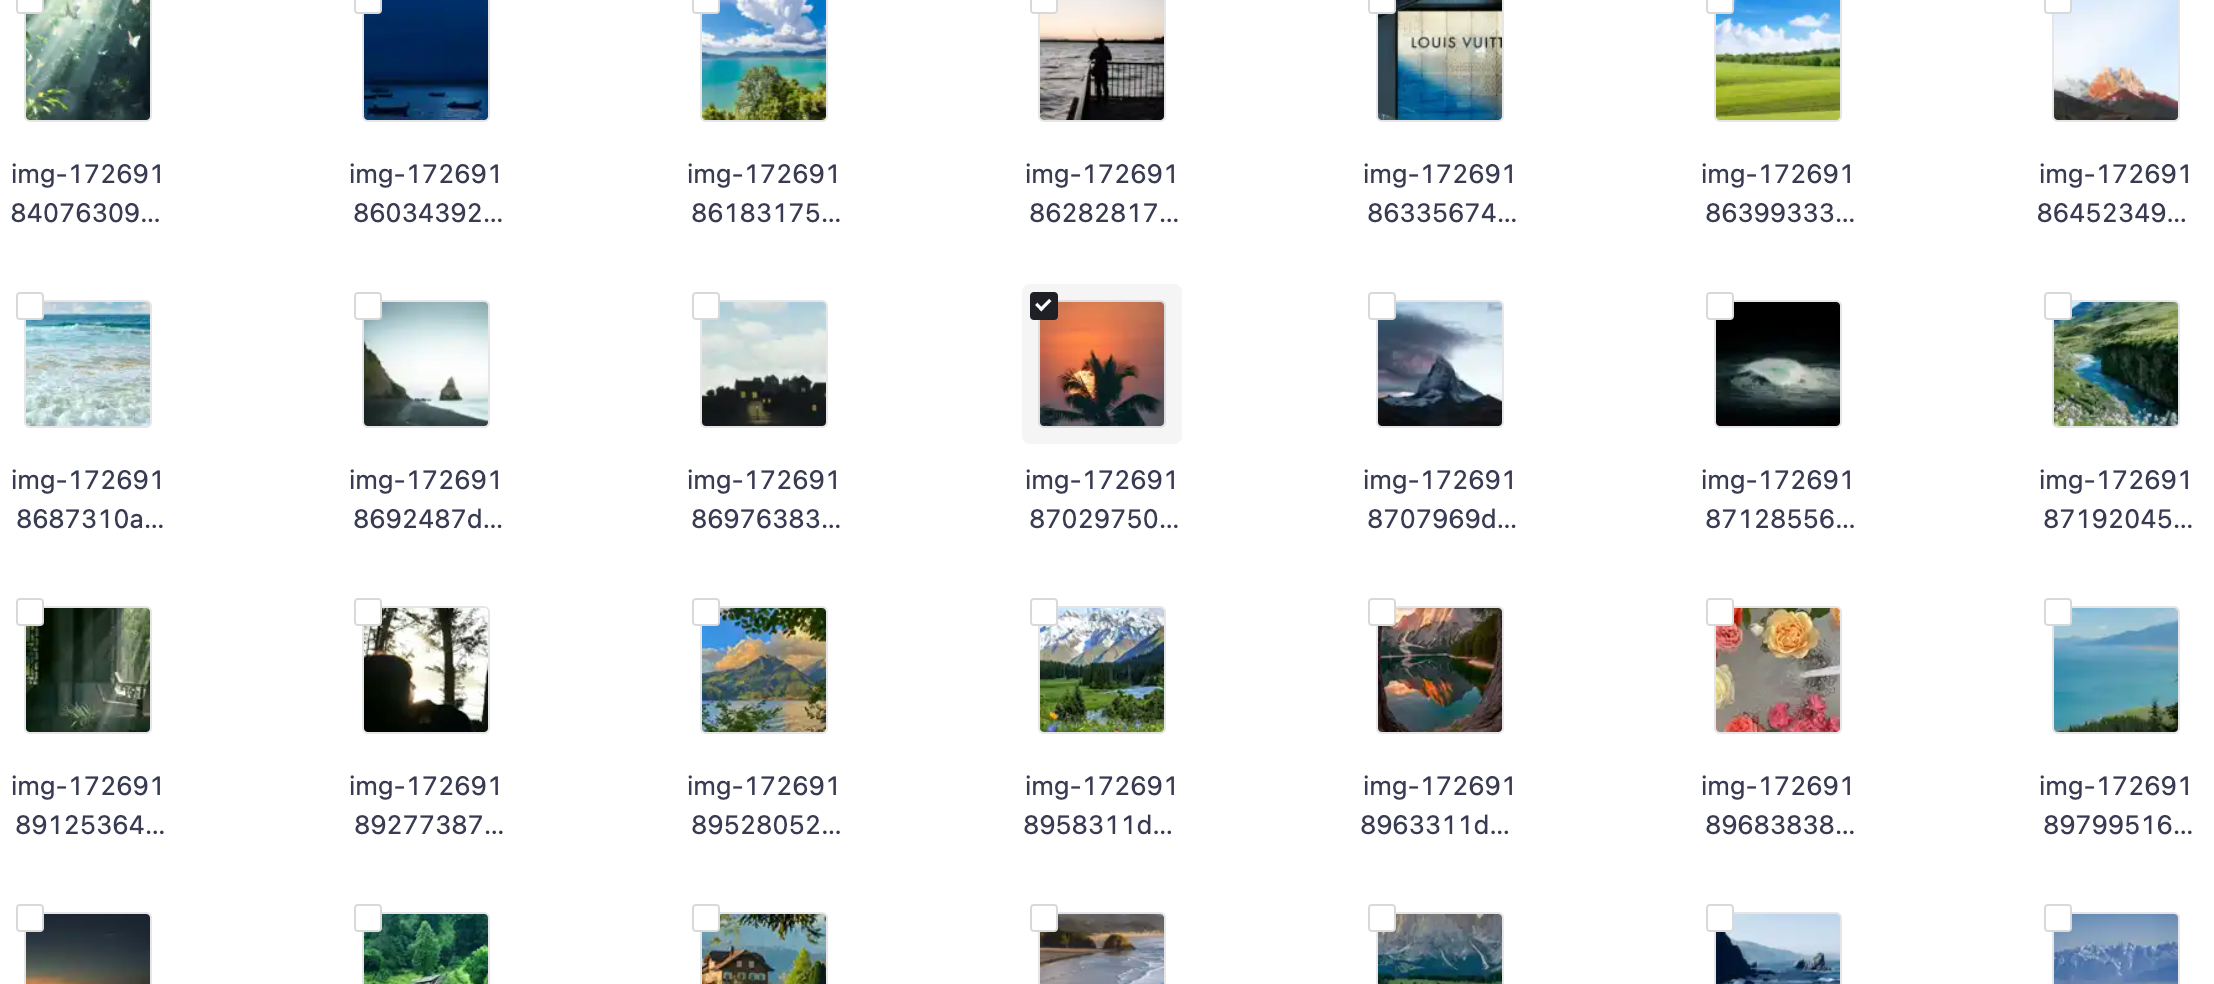 LOUIS VUIT
img-172691
84076309...
img-172691
86034392...
img-172691
86183175...
img-172691
86282817...
img-172691
86335674...
img-172691
86399333...
img-172691
86452349...
img-172691
8687310a...
img-172691
8692487d...
img-172691
86976383...
img-172691
87029750...
img-172691
8707969d...
img-172691
87128556...
img-172691
87192045...
img-172691
89125364...
img-172691
89277387...
img-172691
89528052...
img-172691
8958311d...
img-172691
8963311d...
img-172691
89683838...
img-172691
89799516...